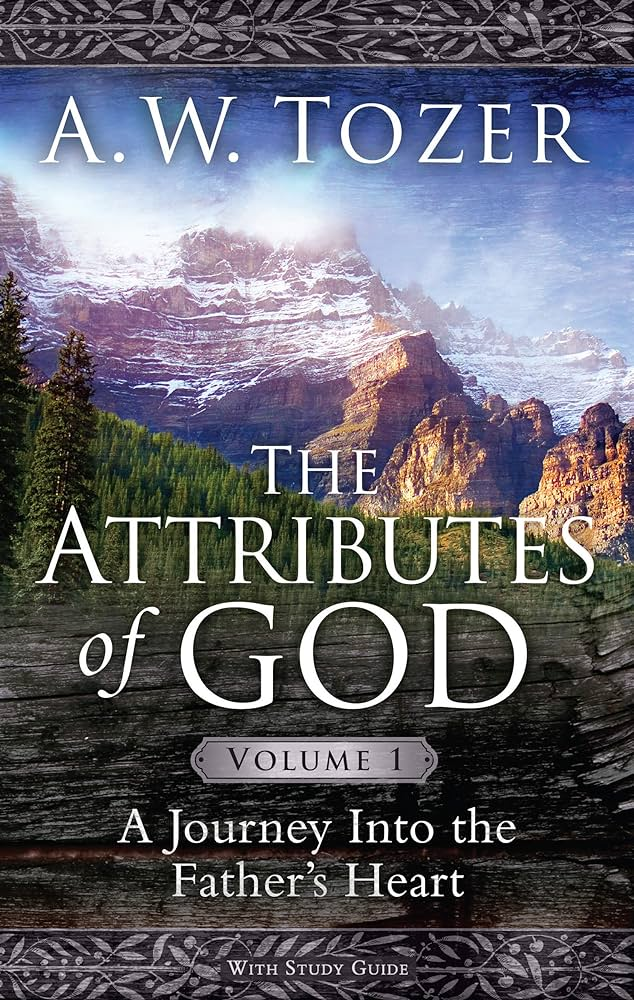 A. W. TOZER
THE
ATTRIBUTES
of GOD
VOLUME 1
A Journey Into the
Father's Heart
WITH STUDY GUIDE